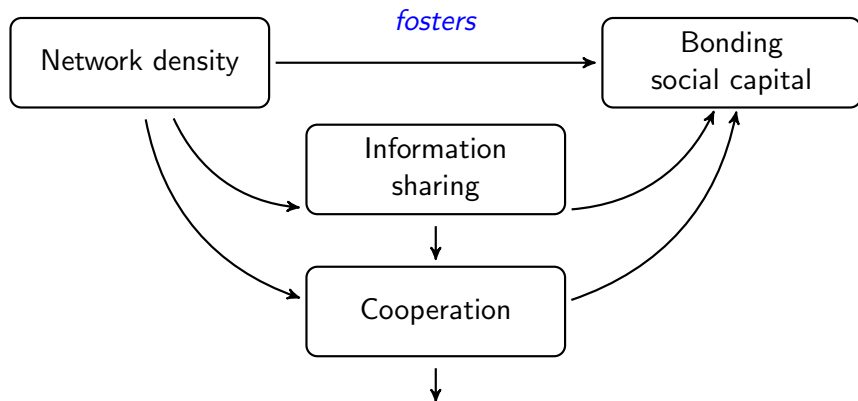 fosters
Network density
Bonding
social capital
Information
sharing
Cooperation